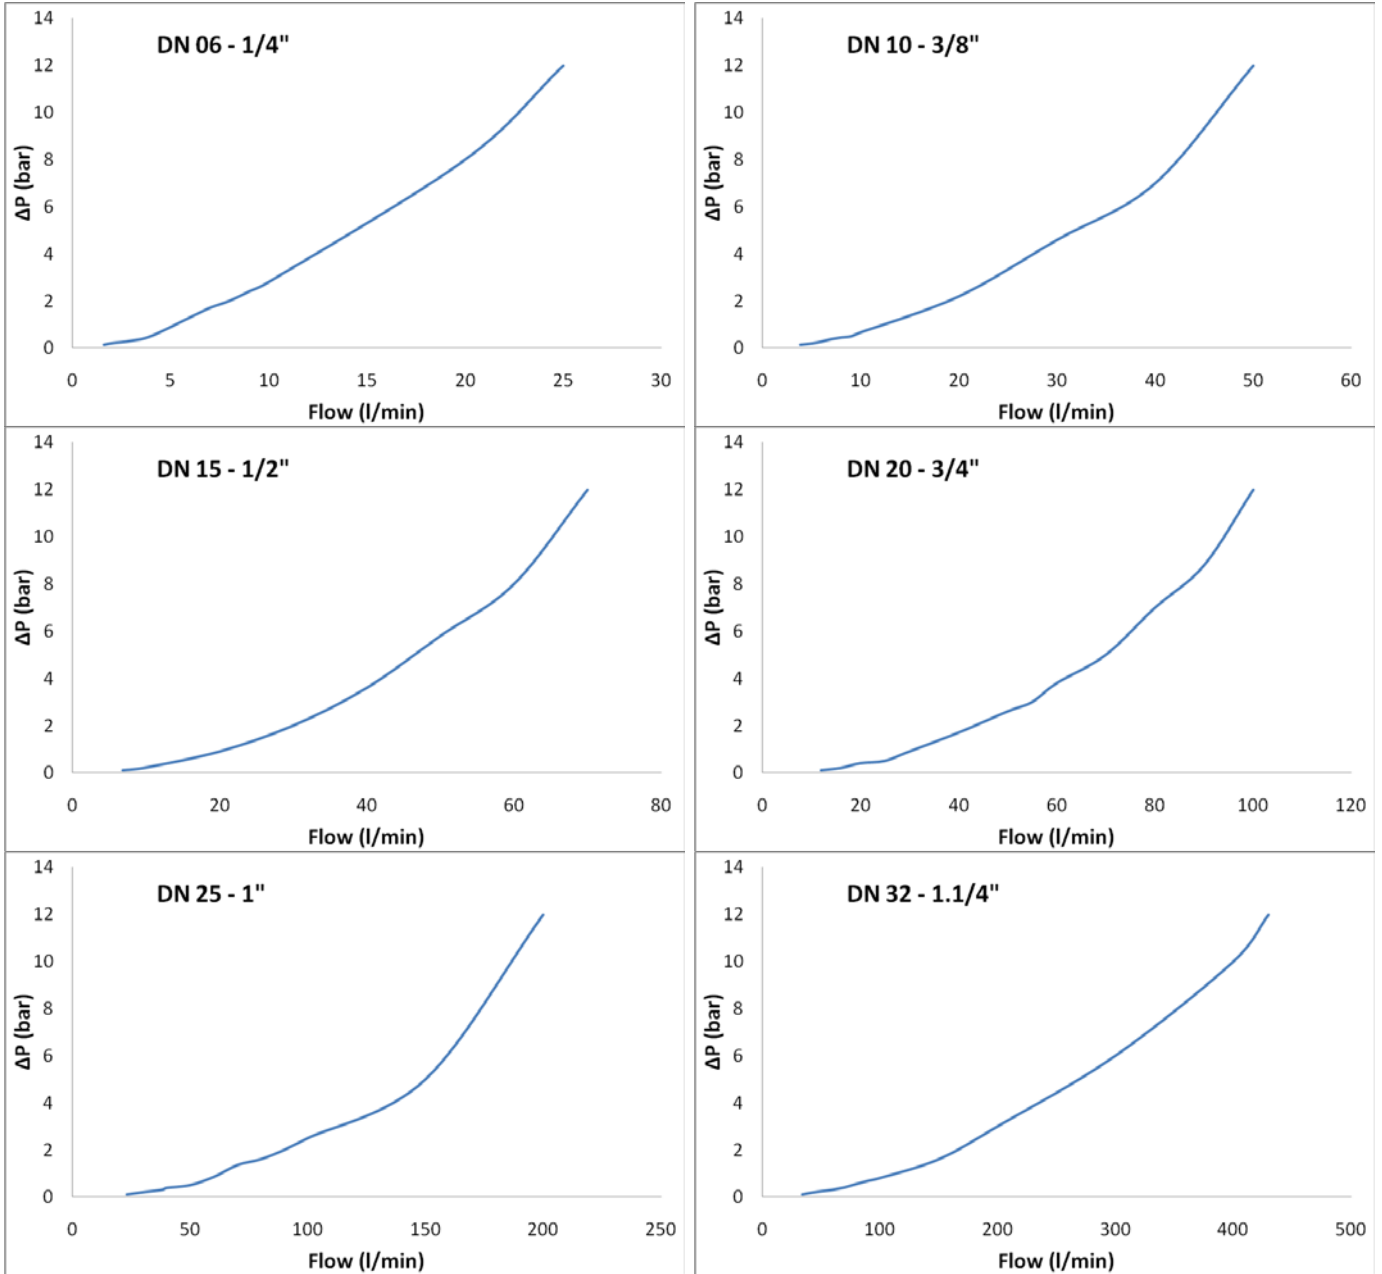 DN 06 - 1/4"
14
12
10
8
6
4
2
0
ΔP (bar)
0 5 10 15 20 25 30
Flow (l/min)
DN 10 - 3/8"
14
12
10
8
6
4
2
0
ΔP (bar)
0 10 20 30 40 50 60
Flow (l/min)
DN 15 - 1/2"
14
12
10
8
6
4
2
0
ΔP (bar)
0 20 40 60 80
Flow (l/min)
DN 20 - 3/4"
14
12
10
8
6
4
2
0
ΔP (bar)
0 20 40 60 80 100 120
Flow (l/min)
DN 25 - 1"
14
12
10
8
6
4
2
0
ΔP (bar)
0 50 100 150 200 250
Flow (l/min)
DN 32 - 1.1/4"
14
12
10
8
6
4
2
0
ΔP (bar)
0 100 200 300 400 500
Flow (l/min)